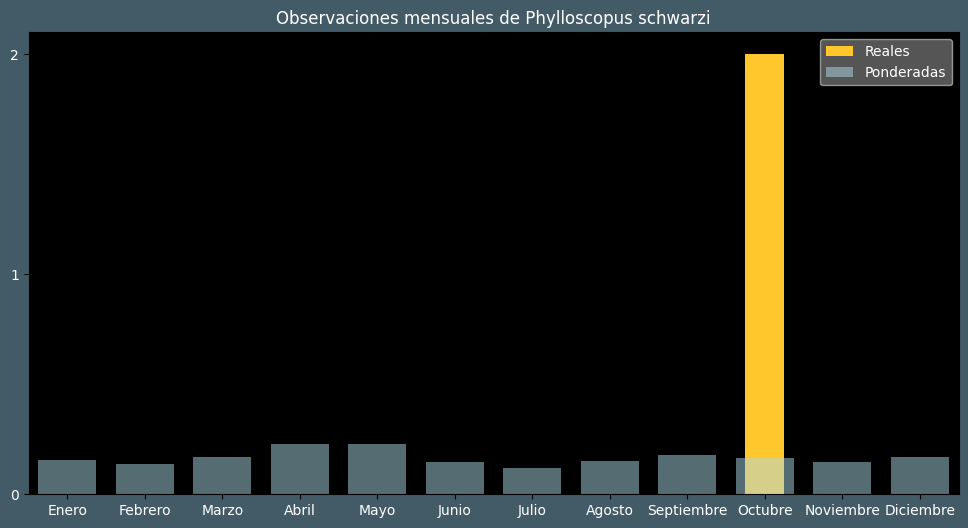 Observaciones mensuales de Phylloscopus schwarzi
Reales
Ponderadas
2
1
0
Enero Febrero Marzo Abril Mayo Junio Julio Agosto Septiembre Octubre Noviembre Diciembre